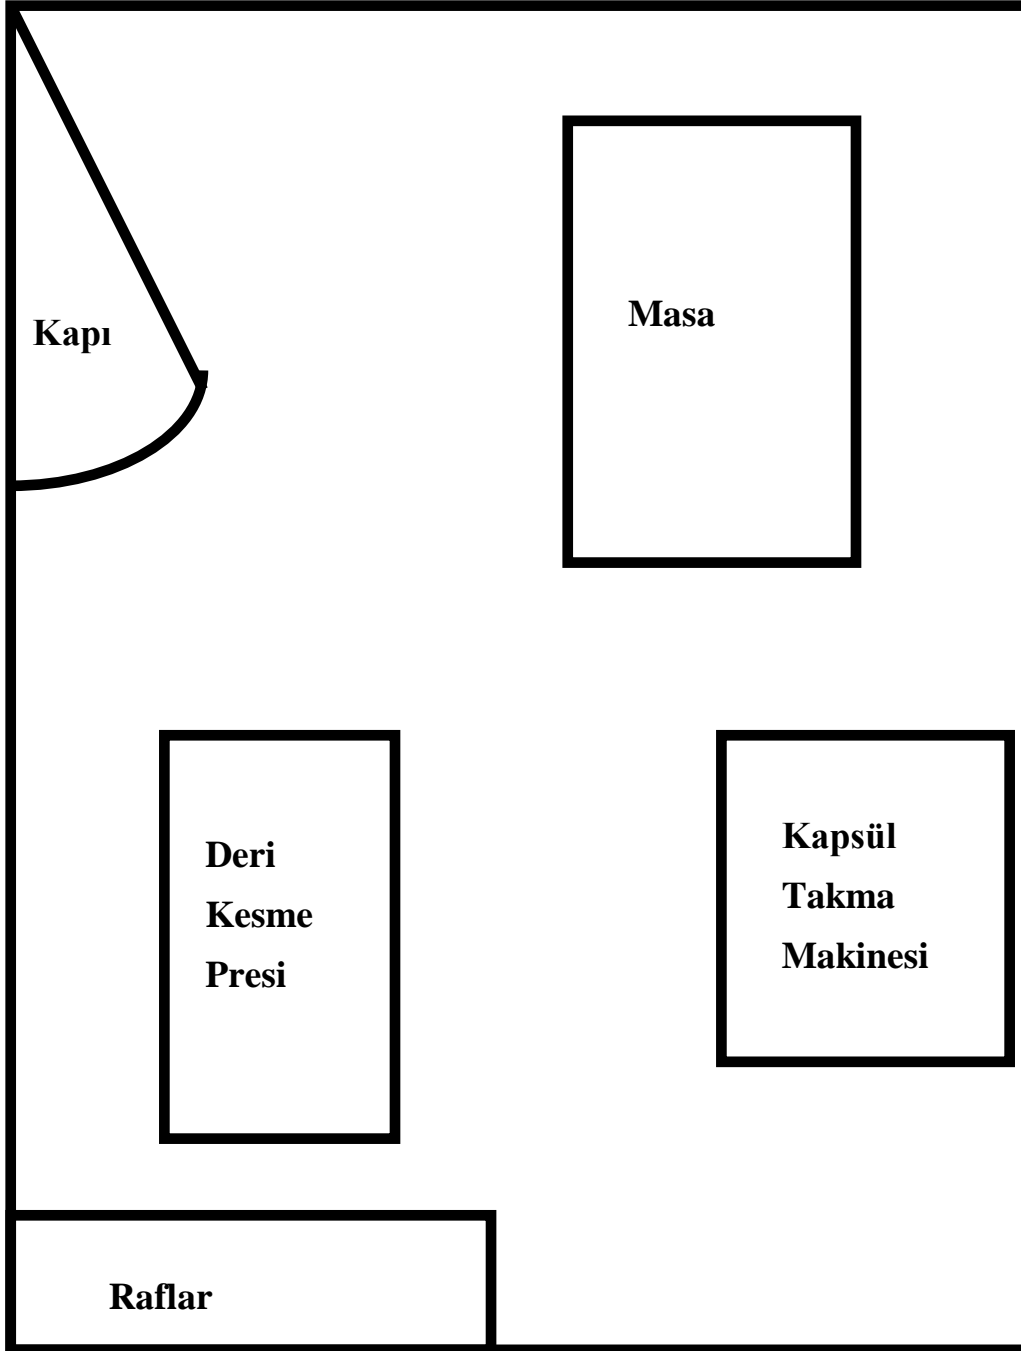 Kapı
Masa
Deri
Kesme
Presi
Kapsül
Takma
Makinesi
Raflar